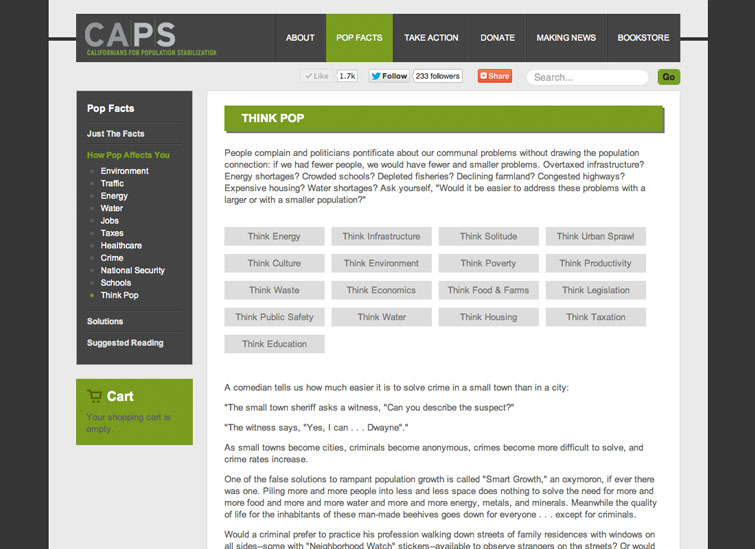 CAPS
CALIFORNIANS FOR POPULATION STABILIZATION
ABOUT
POP FACTS
TAKE ACTION
DONATE
MAKING NEWS
BOOKSTORE
Like
1.7k
Follow
233 followers
Share
Search...
Go
Pop Facts
Just The Facts
How Pop Affects You
Environment
Traffic
Energy
Water
Jobs
Taxes
Healthcare
Crime
National Security
Schools
Think Pop
Solutions
Suggested Reading
Cart
Your shopping cart is
empty.
THINK POP
People complain and politicians pontificate about our communal problems without drawing the population
connection: if we had fewer people, we would have fewer and smaller problems. Overtaxed infrastructure?
Energy shortages? Crowded schools? Depleted fisheries? Declining farmland? Congested highways?
Expensive housing? Water shortages? Ask yourself, "Would it be easier to address these problems with a
larger or with a smaller population?"
Think Energy
Think Infrastructure
Think Solitude
Think Urban Sprawl
Think Culture
Think Environment
Think Poverty
Think Productivity
Think Waste
Think Economics
Think Food & Farms
Think Legislation
Think Public Safety
Think Water
Think Housing
Think Taxation
Think Education
A comedian tells us how much easier it is to solve crime in a small town than in a city:
"The small town sheriff asks a witness, "Can you describe the suspect?"
"The witness says, "Yes, I can . . . Dwayne"."
As small towns become cities, criminals become anonymous, crimes become more difficult to solve, and
crime rates increase.
One of the false solutions to rampant population growth is called "Smart Growth," an oxymoron, if ever there
was one. Piling more and more people into less and less space does nothing to solve the need for more and
more food and more and more water and more and more energy, metals, and minerals. Meanwhile the quality
of life for the inhabitants of these man-made beehives goes down for everyone . . . except for criminals.
Would a criminal prefer to practice his profession walking down streets of family residences with windows on
all sides--some with "Neighborhood Watch" stickers--available to observe strangers on the streets? Or would